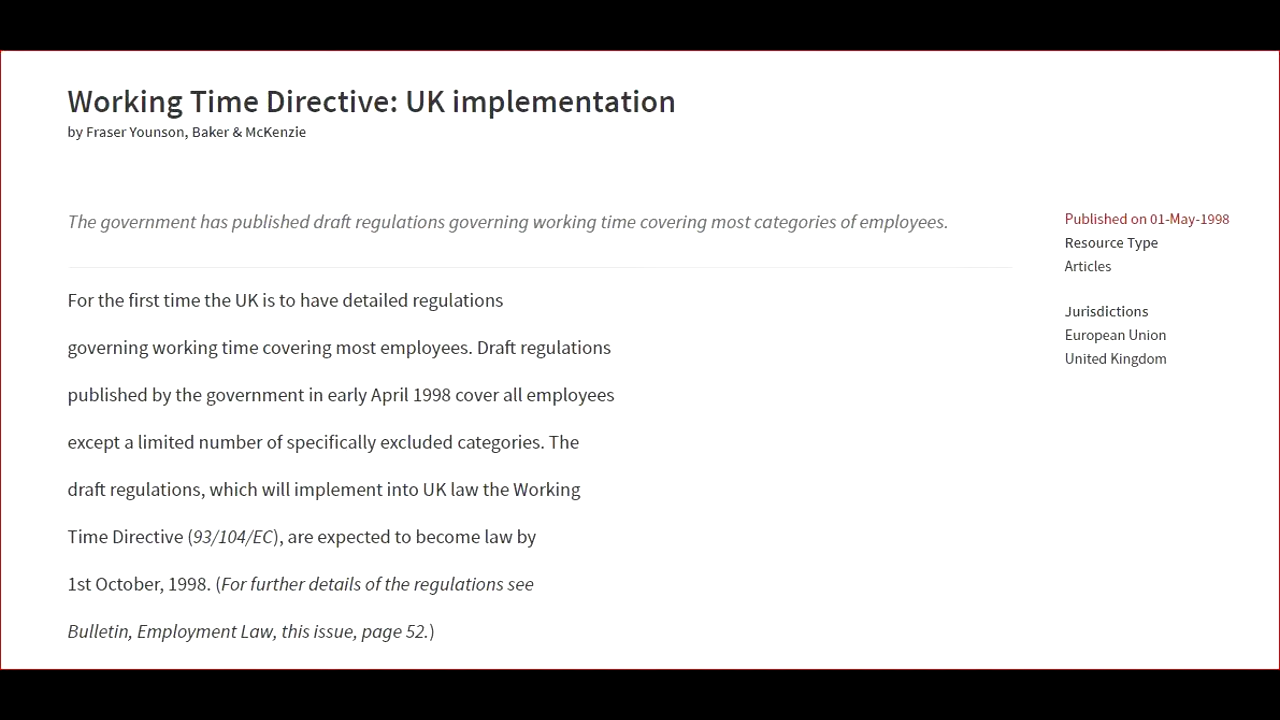 Working Time Directive: UK implementation
by Fraser Younson, Baker & McKenzie
The government has published draft regulations governing working time covering most categories of employees.
For the first time the UK is to have detailed regulations
governing working time covering most employees. Draft regulations
published by the government in early April 1998 cover all employees
except a limited number of specifically excluded categories. The
draft regulations, which will implement into UK law the Working
Time Directive (93/104/EC), are expected to become law by
1st October, 1998. (For further details of the regulations see
Bulletin, Employment Law, this issue, page 52.)
Published on 01-May-1998
Resource Type
Articles
Jurisdictions
European Union
United Kingdom